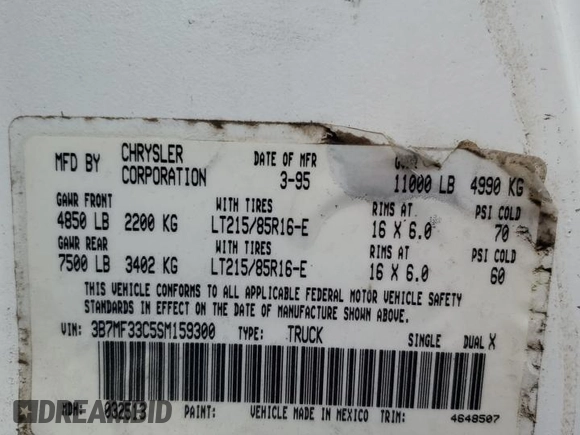 MFD BY CHRYSLER CORPORATION DATE OF MFR 3-95 11000 LB 4990 KG
GAWR FRONT WITH TIRES RIMS AT PSI COLD
4850 LB 2200 KG LT215/85R16-E 16 X 6.0 70
GAWR REAR WITH TIRES RIMS AT PSI COLD
7500 LB 3402 KG LT215/85R16-E 16 X 6.0 60
THIS VEHICLE CONFORMS TO ALL APPLICABLE FEDERAL MOTOR VEHICLE SAFETY
STANDARDS IN EFFECT ON THE DATE OF MANUFACTURE SHOWN ABOVE
VIN: 3B7MF33C5SM159300 TYPE: TRUCK SINGLE DUAL X
MDH: 032513 PAINT: VEHICLE MADE IN MEXICO TRIM: 4648507
DREAMBID